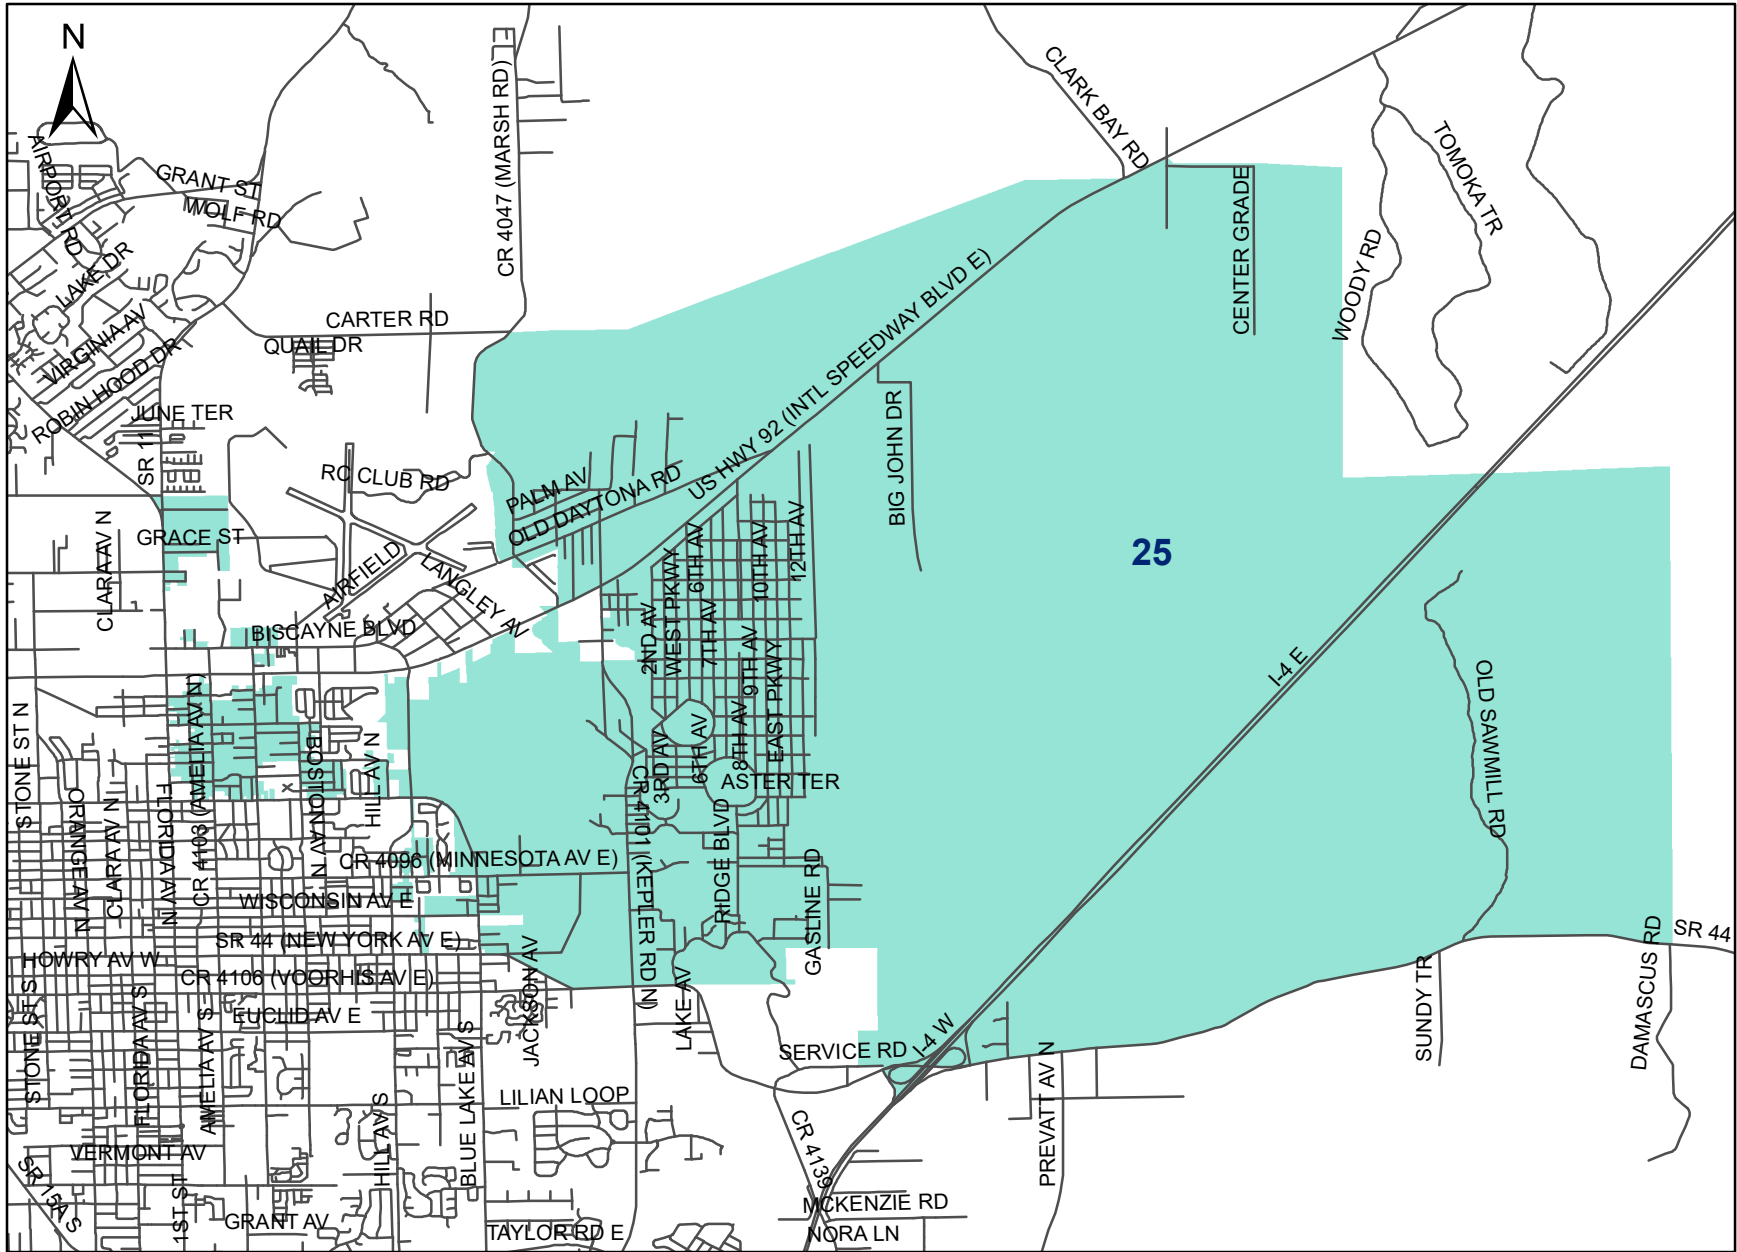 N
CLARK BAY RD
CR 4047 (MARSH RD)
TOMOKA TR
AIRPORT RD
GRANT ST
WOLF RD
CENTER GRADE
LAKE DR
WOODY RD
US HWY 92 (INTL SPEEDWAY BLVD E)
CARTER RD
QUAIL DR
VIRGINIA AV
ROBIN HOOD DR
JUNE TER
SR 11
BIG JOHN DR
RC CLUB RD
PALM AV
OLD DAYTONA RD
GRACE ST
CLARA AV N
AIRFIELD
LANGLEY AV
6TH AV
10TH AV
12TH AV
25
WEST PKWY
2ND AV
7TH AV
9TH AV
BISCAYNE BLVD
EAST PKWY
I-4 E
OLD SAWMILL RD
STONE ST N
CR 4103 (AMELIA AV N)
BOSTON AV N
HILL AV N
3RD AV
6TH AV
8TH AV
ASTER TER
ORANGE AV N
CLARA AV N
FLORIDA AV N
CR 4101 (KEPLER RD N)
RIDGE BLVD
CR 4096 (MINNESOTA AV E)
WISCONSIN AV E
GASLINE RD
SR 44 (NEW YORK AV E)
SR 44
HOWRY AV W
CR 4106 (VOORHIS AV E)
JACKSON AV
LAKE AV
DAMASCUS RD
SUNDY TR
STONE ST S
FLORIDA AV S
AMELIA AV S
EUCLID AV E
SERVICE RD
I-4 W
BLUE LAKE AV S
HILL AV S
LILIAN LOOP
CR 4139
PREVATT AV N
VERMONT AV
SR 15A S
1ST ST
GRANT AV
MCKENZIE RD
TAYLOR RD E
NORA LN